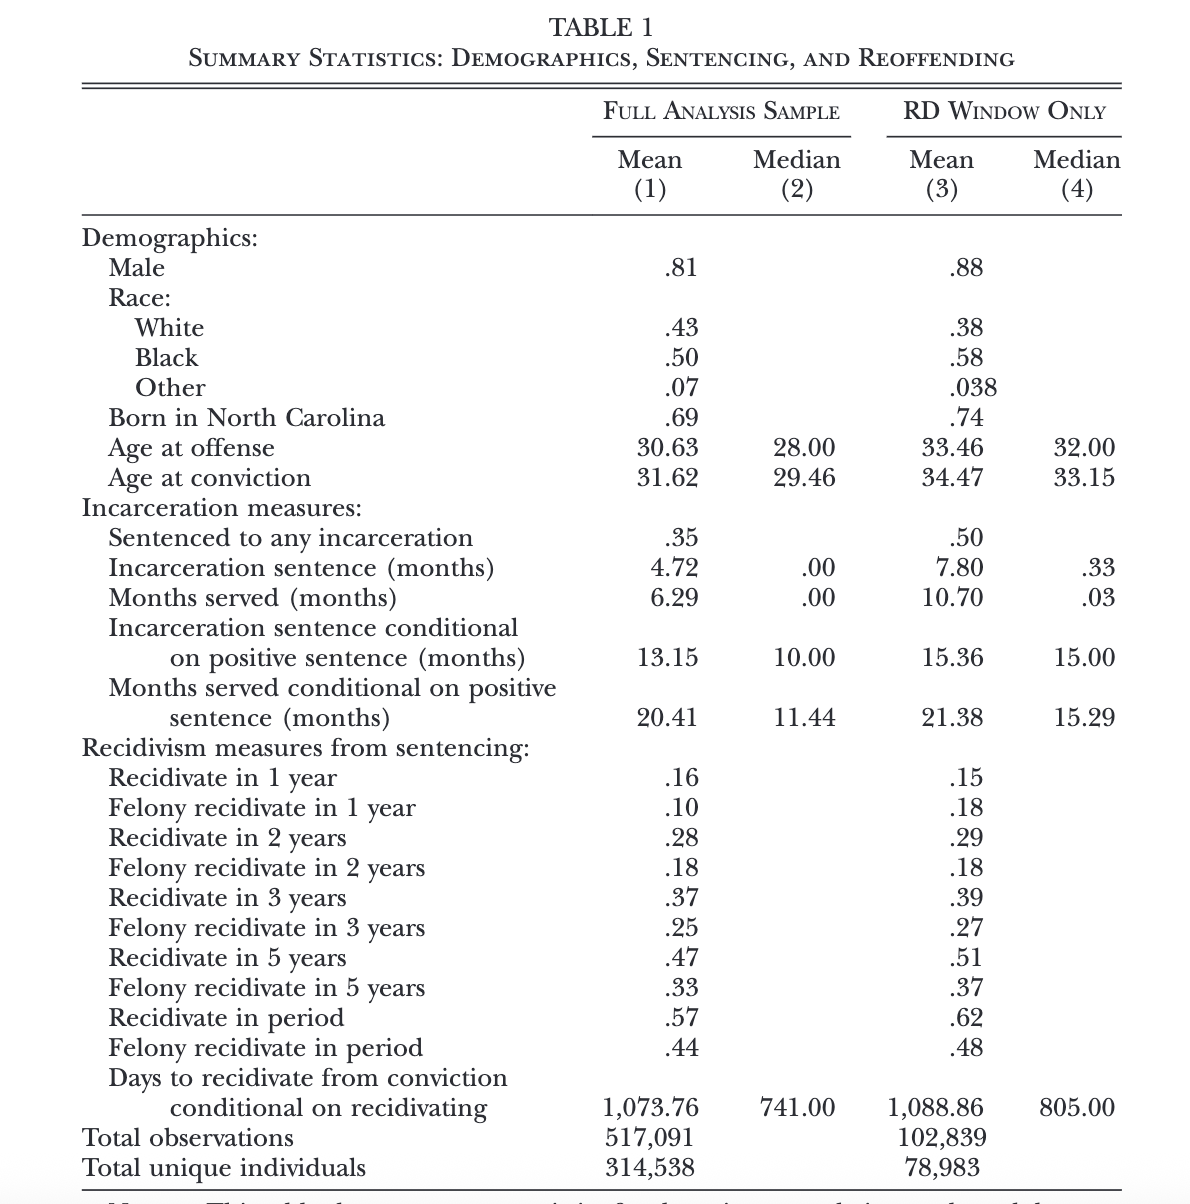 TABLE 1
SUMMARY STATISTICS: DEMOGRAPHICS, SENTENCING, AND REOFFENDING
FULL ANALYSIS SAMPLE RD WINDOW ONLY
Mean Median Mean Median
(1) (2) (3) (4)
Demographics:
Male .81 .88
Race:
White .43 .38
Black .50 .58
Other .07 .038
Born in North Carolina .69 .74
Age at offense 30.63 28.00 33.46 32.00
Age at conviction 31.62 29.46 34.47 33.15
Incarceration measures:
Sentenced to any incarceration .35 .50
Incarceration sentence (months) 4.72 .00 7.80 .33
Months served (months) 6.29 .00 10.70 .03
Incarceration sentence conditional
on positive sentence (months) 13.15 10.00 15.36 15.00
Months served conditional on positive
sentence (months) 20.41 11.44 21.38 15.29
Recidivism measures from sentencing:
Recidivate in 1 year .16 .15
Felony recidivate in 1 year .10 .18
Recidivate in 2 years .28 .29
Felony recidivate in 2 years .18 .18
Recidivate in 3 years .37 .39
Felony recidivate in 3 years .25 .27
Recidivate in 5 years .47 .51
Felony recidivate in 5 years .33 .37
Recidivate in period .57 .62
Felony recidivate in period .44 .48
Days to recidivate from conviction
conditional on recidivating 1,073.76 741.00 1,088.86 805.00
Total observations 517,091 102,839
Total unique individuals 314,538 78,983